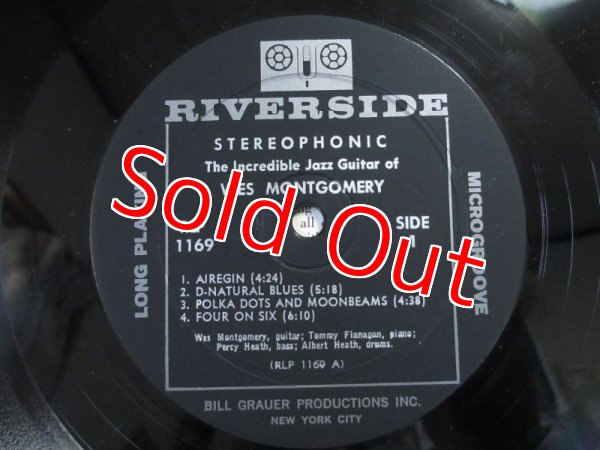 RIVERSIDE
STEREOPHONIC
The Incredible Jazz Guitar of
WES MONTGOMERY
LONG PLAYING
MICROGROOVE
1169
SIDE
1
all
Sold Out
1. AIREGIN (4:24)
2. D-NATURAL BLUES (5:18)
3. POLKA DOTS AND MOONBEAMS (4:38)
4. FOUR ON SIX (6:10)
Wes Montgomery, guitar; Tommy Flanagan, piano;
Percy Heath, bass; Albert Heath, drums.
(RLP 1169 A)
BILL GRAUER PRODUCTIONS INC.
NEW YORK CITY